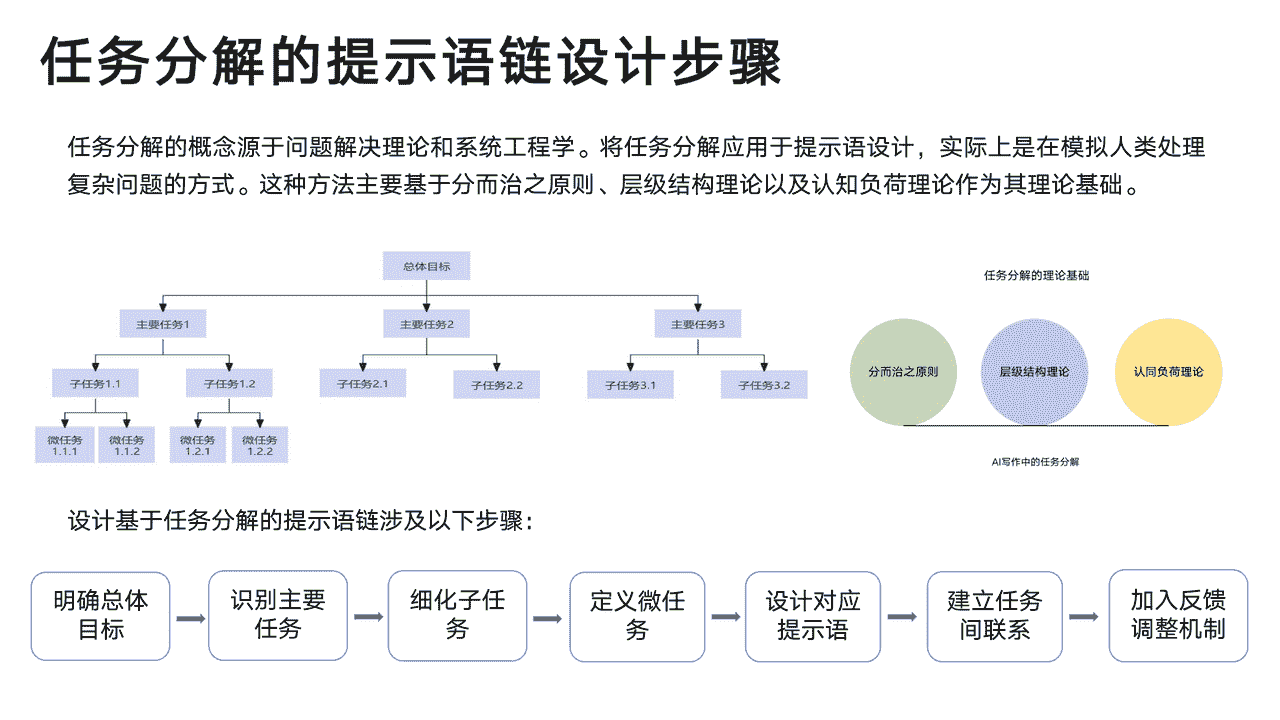 任务分解的提示语链设计步骤
任务分解的概念源于问题解决理论和系统工程学。将任务分解应用于提示语设计，实际上是在模拟人类处理
复杂问题的方式。这种方法主要基于分而治之原则、层级结构理论以及认知负荷理论作为其理论基础。
总体目标
主要任务1
主要任务2
主要任务3
子任务1.1
子任务1.2
子任务2.1
子任务2.2
子任务3.1
子任务3.2
微任务
1.1.1
微任务
1.1.2
微任务
1.2.1
微任务
1.2.2
任务分解的理论基础
分而治之原则
层级结构理论
认同负荷理论
AI写作中的任务分解
设计基于任务分解的提示语链涉及以下步骤：
明确总体
目标
识别主要
任务
细化子任
务
定义微任
务
设计对应
提示语
建立任务
间联系
加入反馈
调整机制